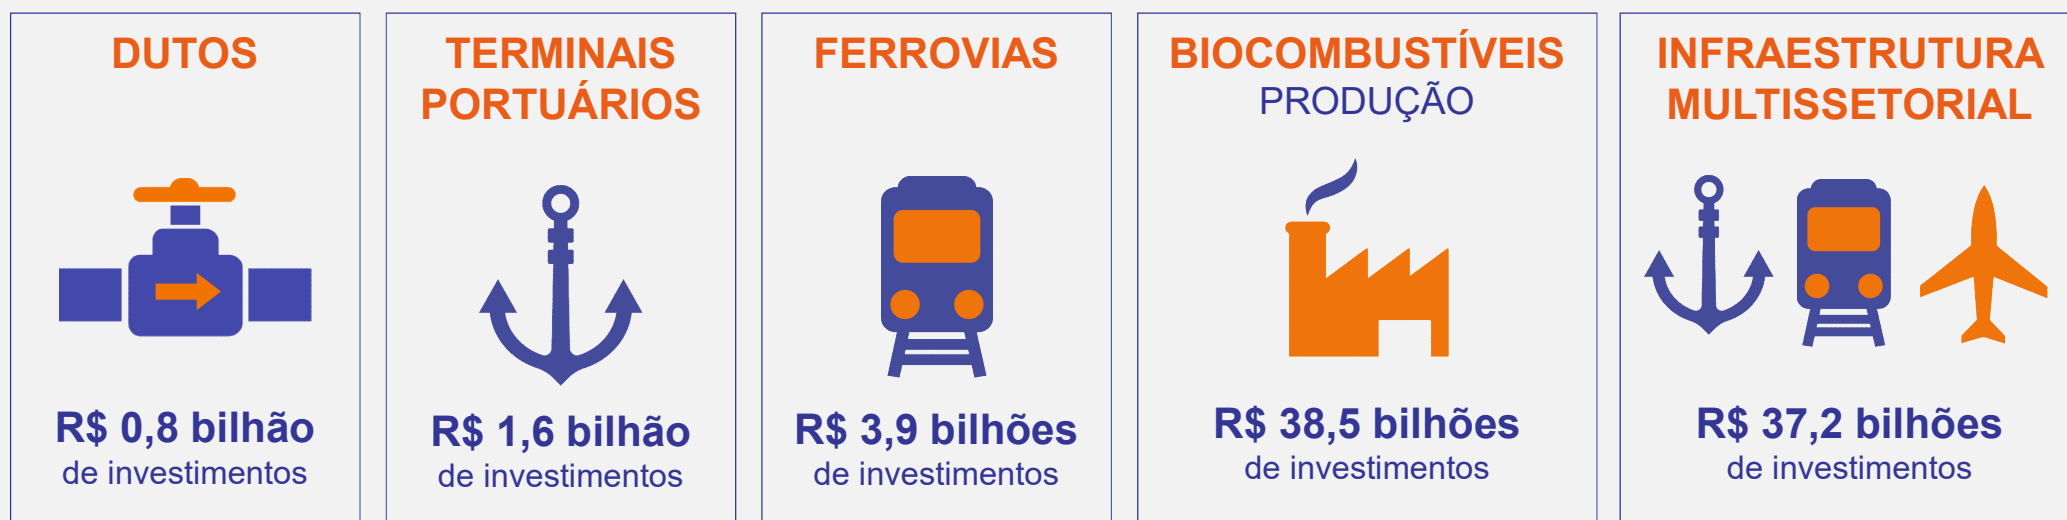 DUTOS
R$ 0,8 bilhão
de investimentos
TERMINAIS
PORTUÁRIOS
R$ 1,6 bilhão
de investimentos
FERROVIAS
R$ 3,9 bilhões
de investimentos
BIOCOMBUSTÍVEIS
PRODUÇÃO
R$ 38,5 bilhões
de investimentos
INFRAESTRUTURA
MULTISSETORIAL
R$ 37,2 bilhões
de investimentos